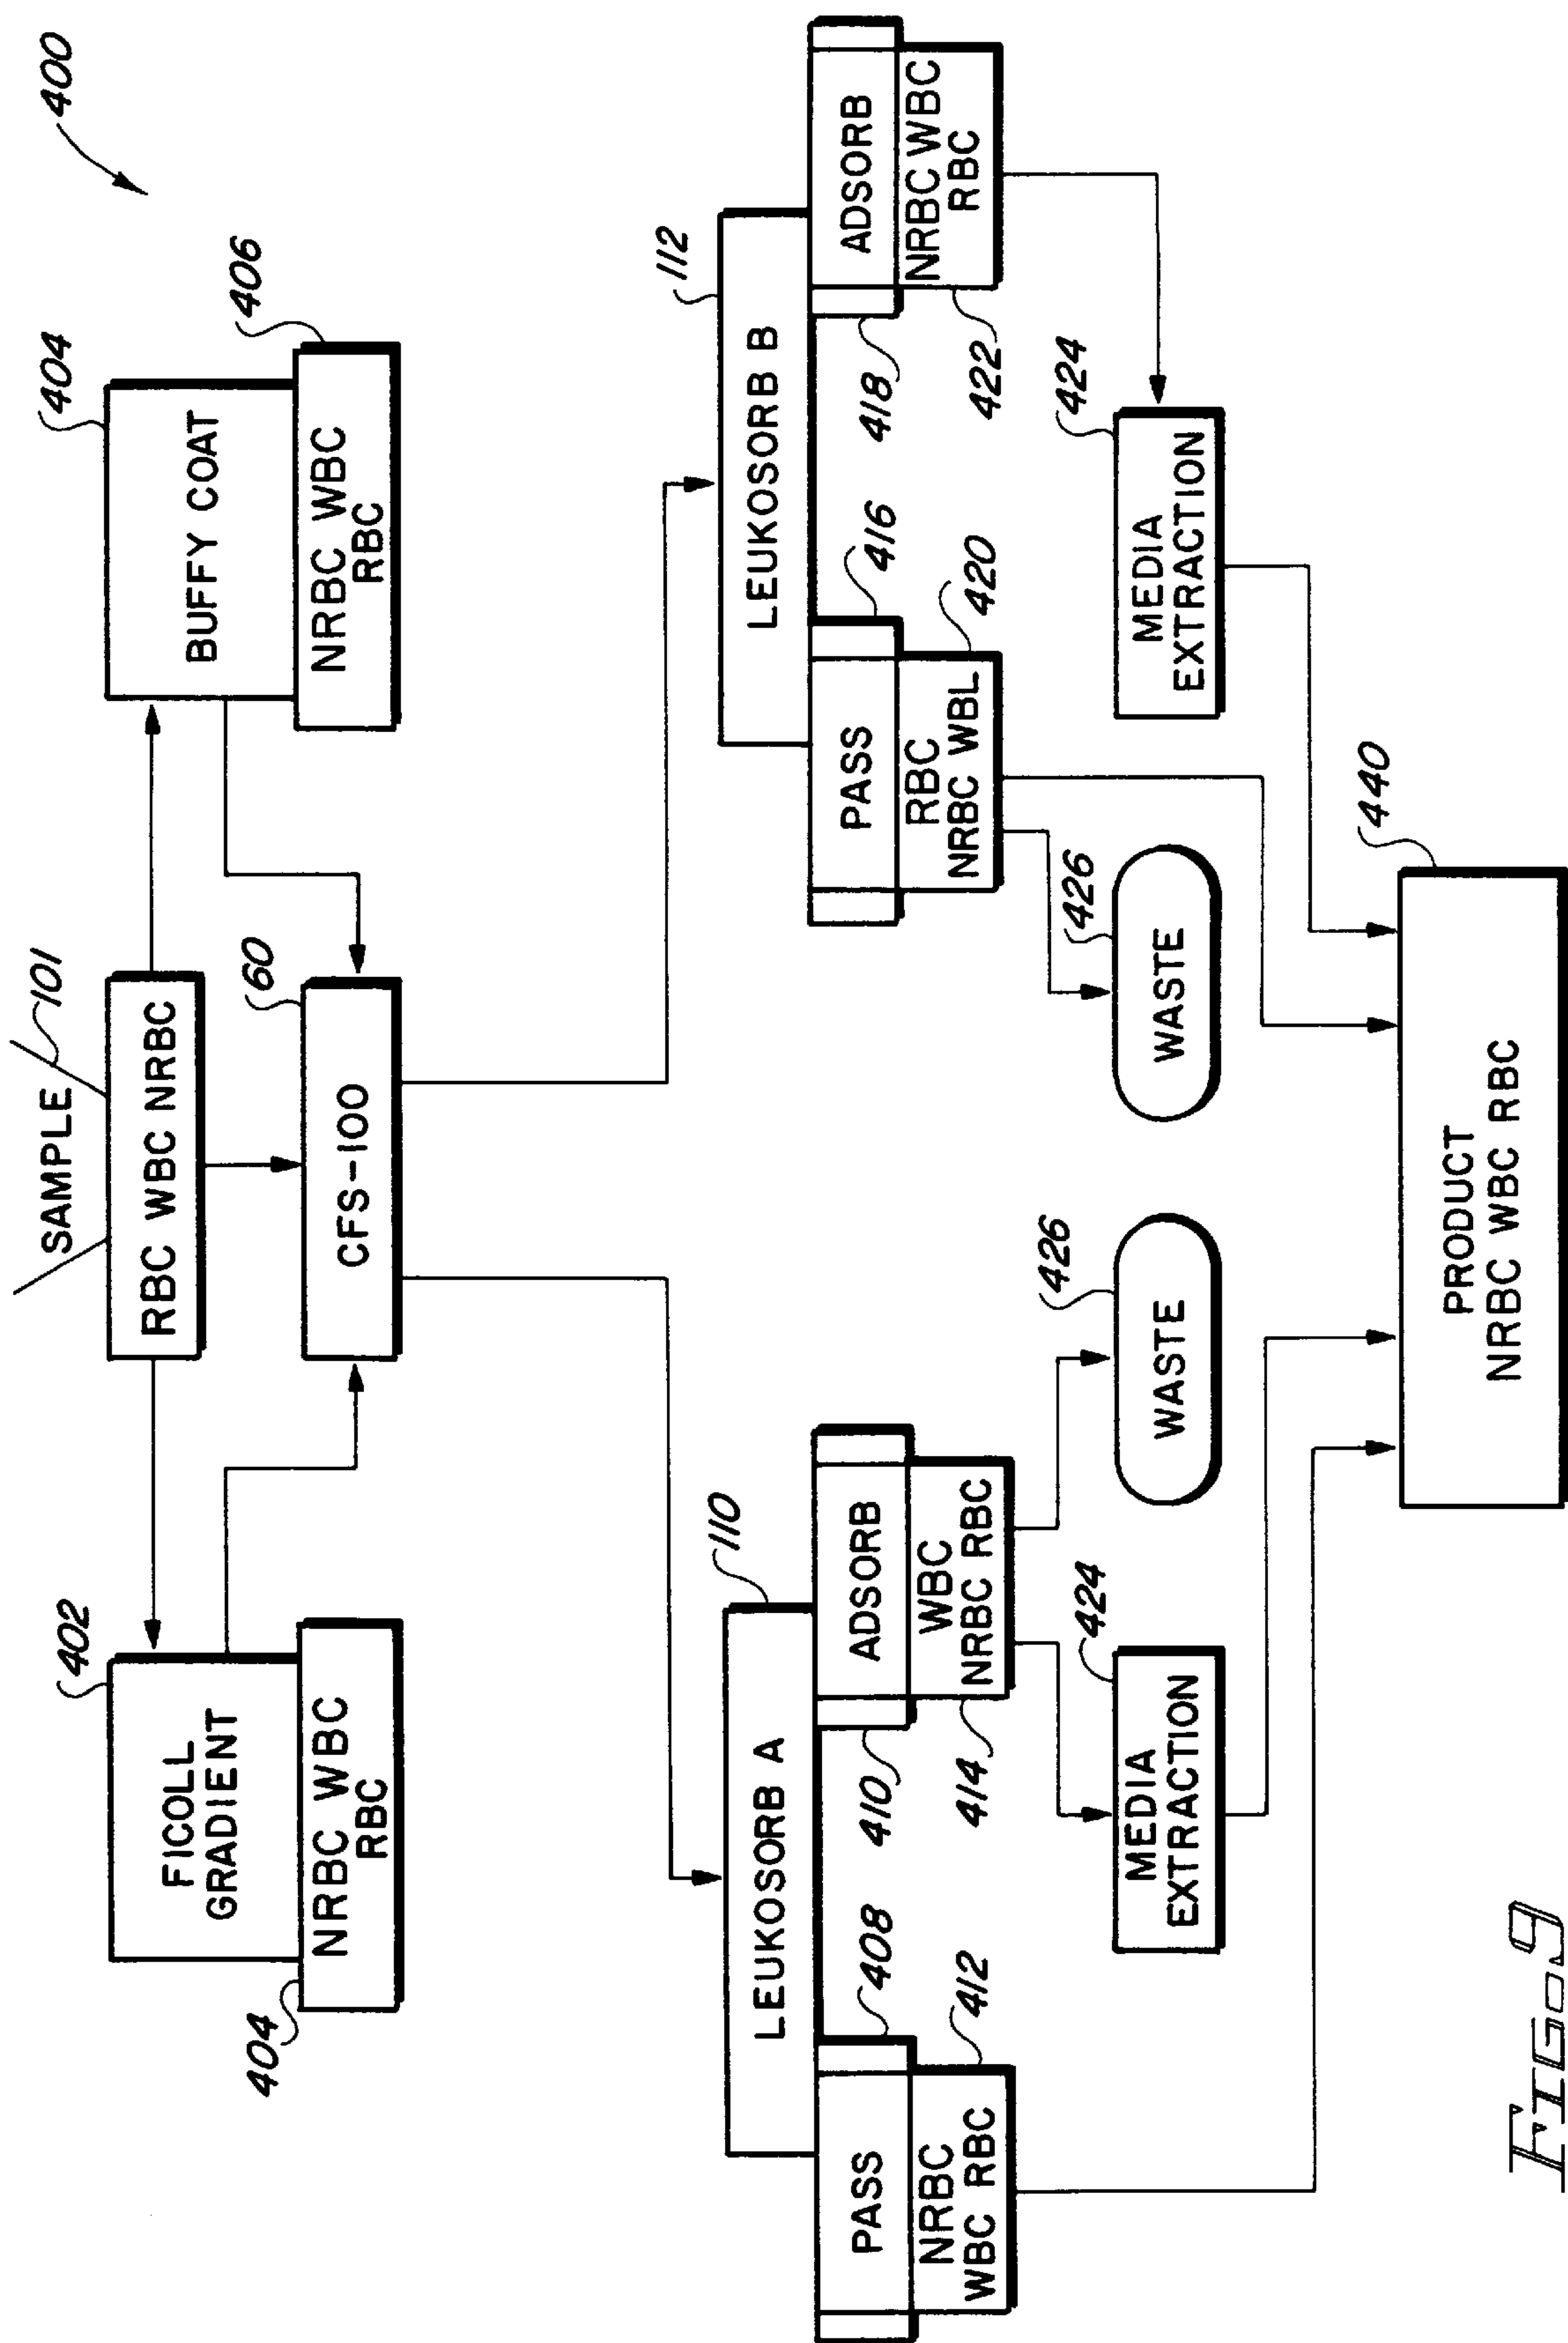 400
SAMPLE
101
RBC WBC NRBC
402
FICOLL
GRADIENT
404
NRBC WBC
RBC
404
BUFFY COAT
406
NRBC WBC
RBC
60
CFS-100
110
LEUKOSORB A
408
PASS
412
NRBC
WBC RBC
410
ADSORB
414
WBC
NRBC RBC
424
MEDIA
EXTRACTION
426
WASTE
112
LEUKOSORB B
416
PASS
420
RBC
NRBC WBL
418
ADSORB
422
NRBC WBC
RBC
426
WASTE
424
MEDIA
EXTRACTION
440
PRODUCT
NRBC WBC RBC
FIG-9